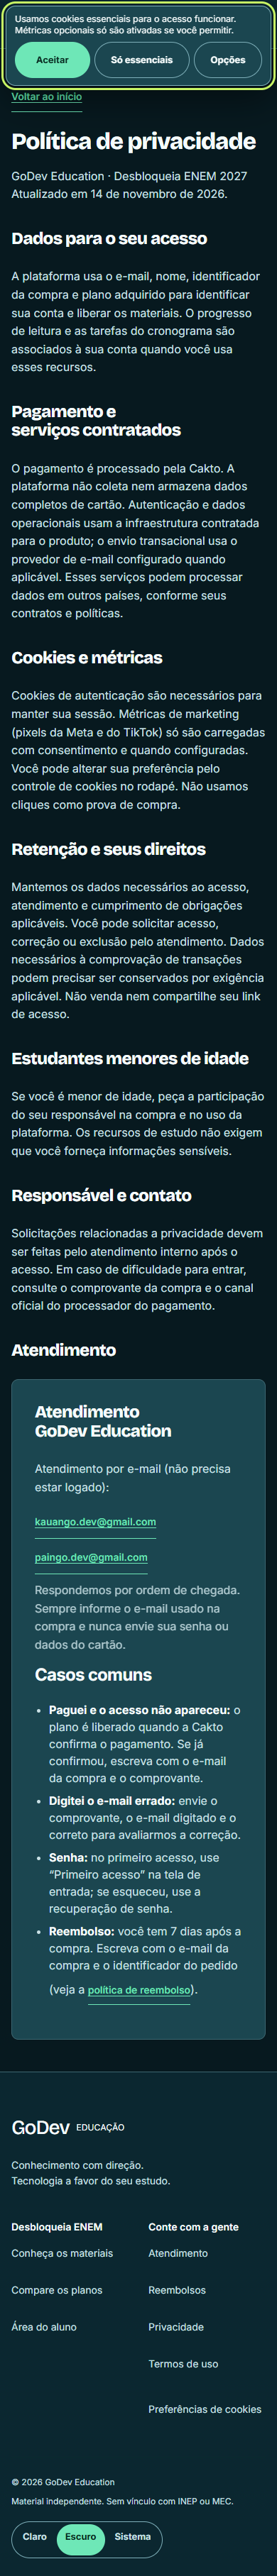 Usamos cookies essenciais para o acesso funcionar.
Métricas opcionais só são ativadas se você permitir.
Aceitar
Só essenciais
Opções
Voltar ao início
Política de privacidade
GoDev Education · Desbloqueia ENEM 2027
Atualizado em 14 de novembro de 2026.
Dados para o seu acesso
A plataforma usa o e-mail, nome, identificador
da compra e plano adquirido para identificar
sua conta e liberar os materiais. O progresso
de leitura e as tarefas do cronograma são
associados à sua conta quando você usa
esses recursos.
Pagamento e
serviços contratados
O pagamento é processado pela Cakto. A
plataforma não coleta nem armazena dados
completos de cartão. Autenticação e dados
operacionais usam a infraestrutura contratada
para o produto; o envio transacional usa o
provedor de e-mail configurado quando
aplicável. Esses serviços podem processar
dados em outros países, conforme seus
contratos e políticas.
Cookies e métricas
Cookies de autenticação são necessários para
manter sua sessão. Métricas de marketing
(pixels da Meta e do TikTok) só são carregadas
com consentimento e quando configuradas.
Você pode alterar sua preferência pelo
controle de cookies no rodapé. Não usamos
cliques como prova de compra.
Retenção e seus direitos
Mantemos os dados necessários ao acesso,
atendimento e cumprimento de obrigações
aplicáveis. Você pode solicitar acesso,
correção ou exclusão pelo atendimento. Dados
necessários à comprovação de transações
podem precisar ser conservados por exigência
aplicável. Não venda nem compartilhe seu link
de acesso.
Estudantes menores de idade
Se você é menor de idade, peça a participação
do seu responsável na compra e no uso da
plataforma. Os recursos de estudo não exigem
que você forneça informações sensíveis.
Responsável e contato
Solicitações relacionadas a privacidade devem
ser feitas pelo atendimento interno após o
acesso. Em caso de dificuldade para entrar,
consulte o comprovante da compra e o canal
oficial do processador do pagamento.
Atendimento
Atendimento
GoDev Education
Atendimento por e-mail (não precisa
estar logado):
kauango.dev@gmail.com
paingo.dev@gmail.com
Respondemos por ordem de chegada.
Sempre informe o e-mail usado na
compra e nunca envie sua senha ou
dados do cartão.
Casos comuns
• Paguei e o acesso não apareceu: o
plano é liberado quando a Cakto
confirma o pagamento. Se já
confirmou, escreva com o e-mail
da compra e o comprovante.
• Digitei o e-mail errado: envie o
comprovante, o e-mail digitado e o
correto para avaliarmos a correção.
• Senha: no primeiro acesso, use
“Primeiro acesso” na tela de
entrada; se esqueceu, use a
recuperação de senha.
• Reembolso: você tem 7 dias após a
compra. Escreva com o e-mail da
compra e o identificador do pedido
(veja a política de reembolso).
GoDev EDUCAÇÃO
Conhecimento com direção.
Tecnologia a favor do seu estudo.
Desbloqueia ENEM
Conheça os materiais
Compare os planos
Área do aluno
Conte com a gente
Atendimento
Reembolsos
Privacidade
Termos de uso
Preferências de cookies
© 2026 GoDev Education
Material independente. Sem vínculo com INEP ou MEC.
Claro
Escuro
Sistema